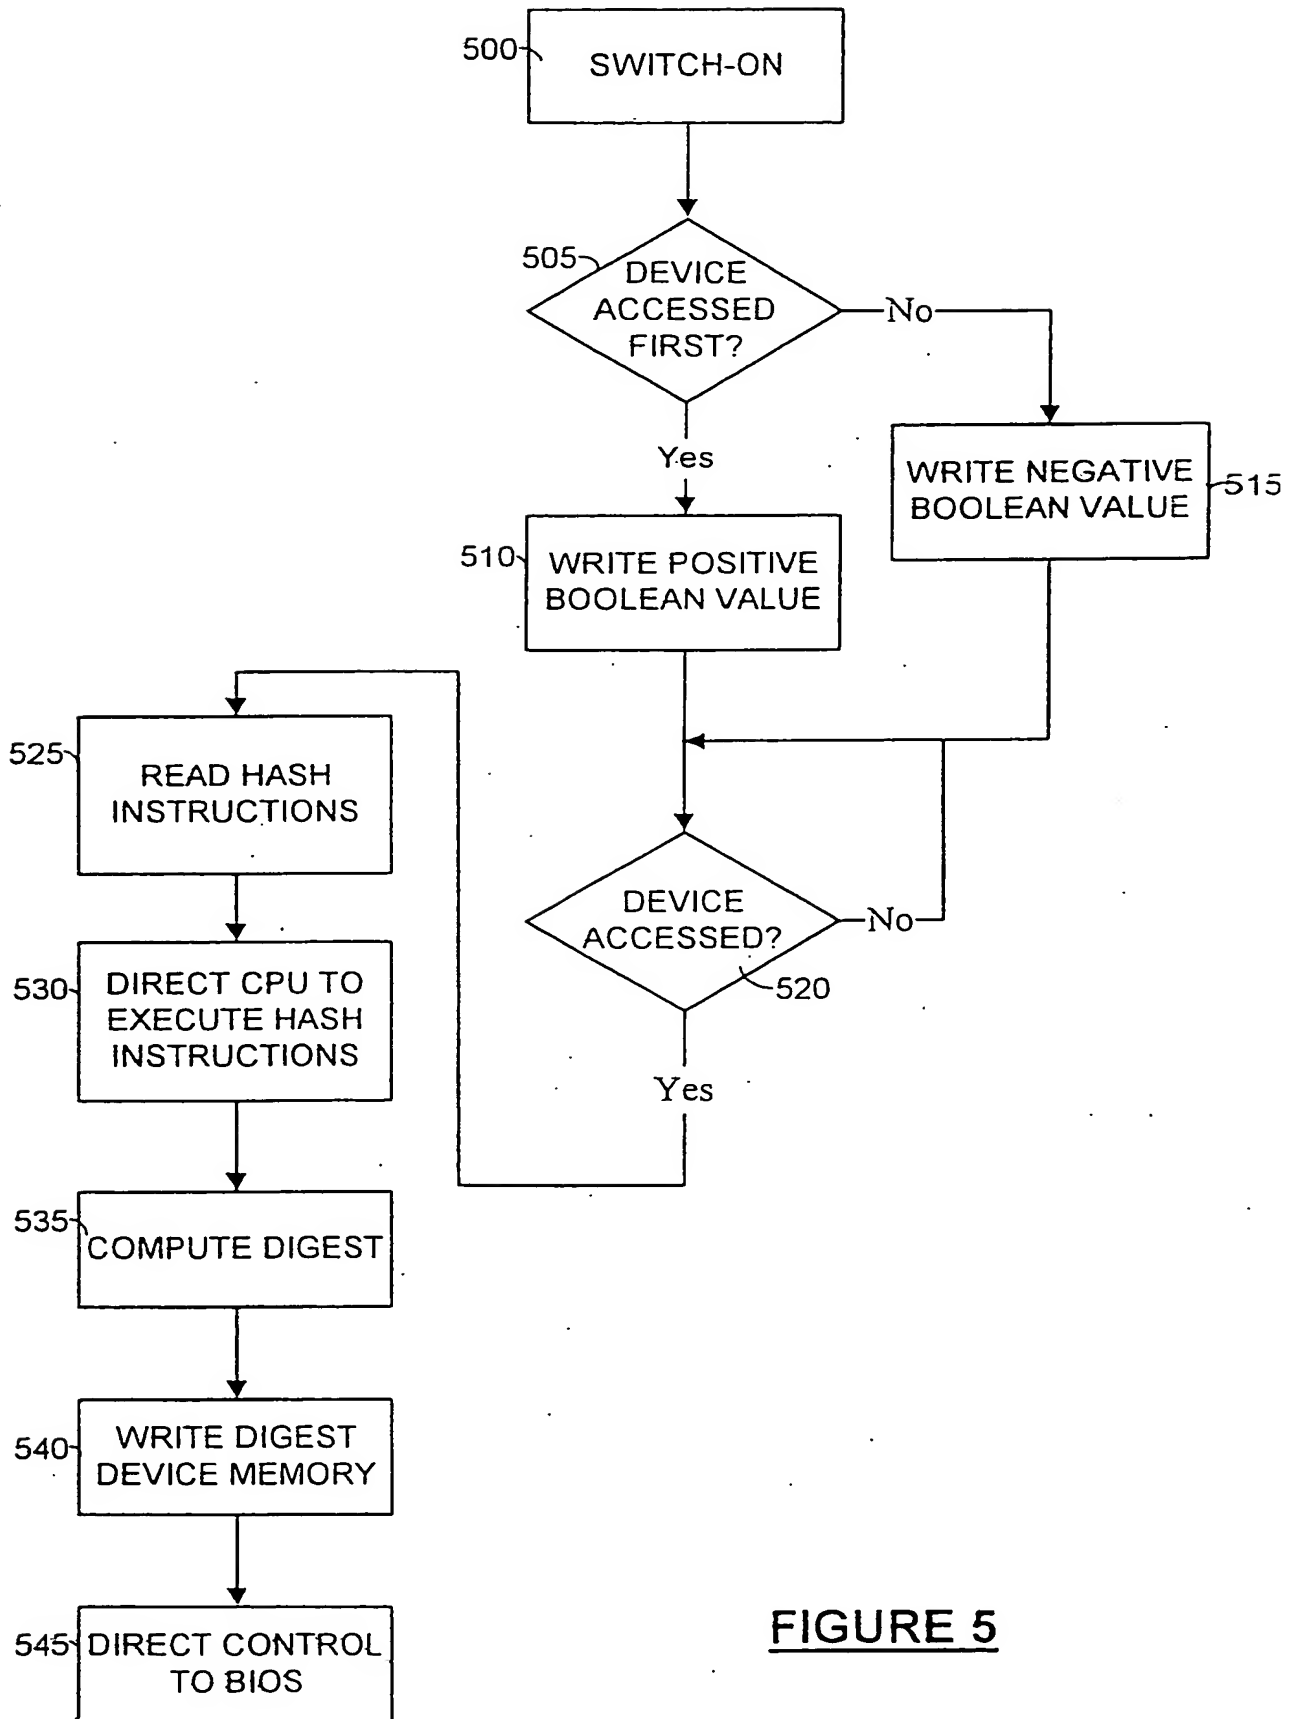 500
SWITCH-ON
505
DEVICE
ACCESSED
FIRST?
No
Yes
WRITE NEGATIVE
BOOLEAN VALUE
515
510
WRITE POSITIVE
BOOLEAN VALUE
525
READ HASH
INSTRUCTIONS
DEVICE
ACCESSED?
No
520
530
DIRECT CPU TO
EXECUTE HASH
INSTRUCTIONS
Yes
535
COMPUTE DIGEST
540
WRITE DIGEST
DEVICE MEMORY
545
DIRECT CONTROL
TO BIOS
FIGURE 5